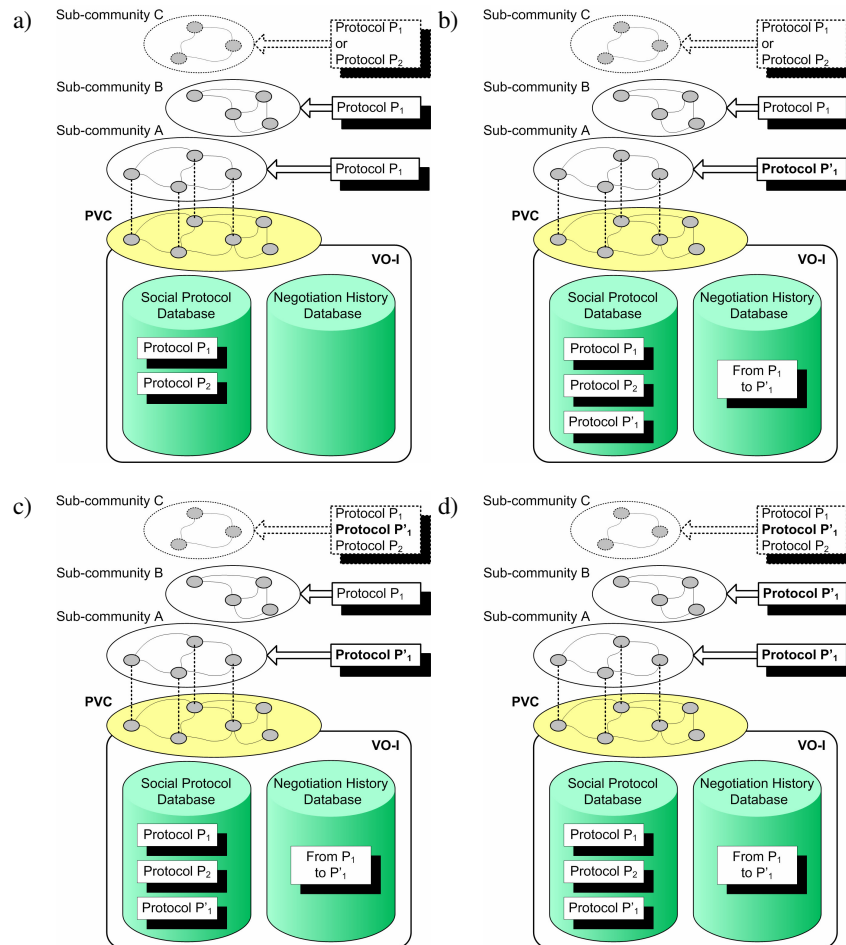 a)
Sub-community C
Protocol P₁
or
Protocol P₂
Sub-community B
Protocol P₁
Sub-community A
Protocol P₁
PVC
VO-I
Social Protocol
Database
Negotiation History
Database
Protocol P₁
Protocol P₂
b)
Sub-community C
Protocol P₁
or
Protocol P₂
Sub-community B
Protocol P₁
Sub-community A
Protocol P'₁
PVC
VO-I
Social Protocol
Database
Negotiation History
Database
Protocol P₁
Protocol P₂
Protocol P'₁
From P₁
to P'₁
c)
Sub-community C
Protocol P₁
Protocol P'₁
Protocol P₂
Sub-community B
Protocol P₁
Sub-community A
Protocol P'₁
PVC
VO-I
Social Protocol
Database
Negotiation History
Database
Protocol P₁
Protocol P₂
Protocol P'₁
From P₁
to P'₁
d)
Sub-community C
Protocol P₁
Protocol P'₁
Protocol P₂
Sub-community B
Protocol P'₁
Sub-community A
Protocol P'₁
PVC
VO-I
Social Protocol
Database
Negotiation History
Database
Protocol P₁
Protocol P₂
Protocol P'₁
From P₁
to P'₁